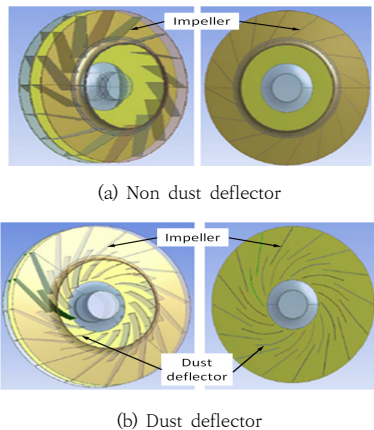 Impeller
(a) Non dust deflector
Impeller
Dust
deflector
(b) Dust deflector